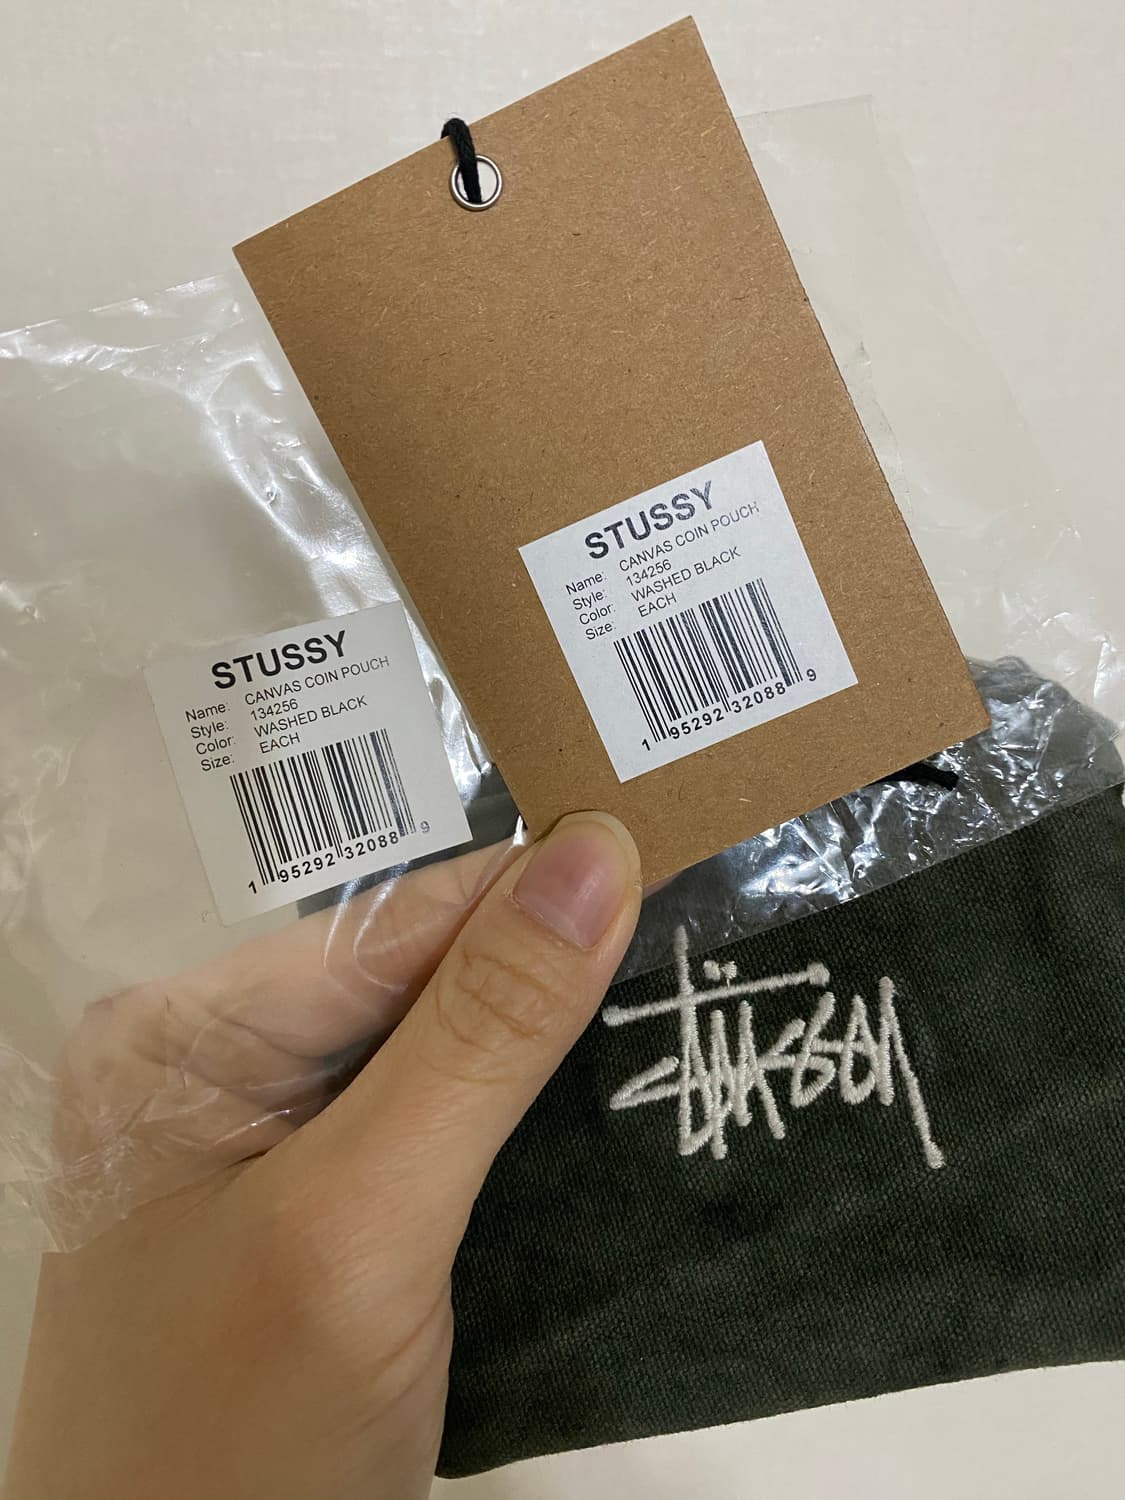 STUSSY
Name: CANVAS COIN POUCH
Style: 134256
Color: WASHED BLACK
Size: EACH
1 95292 32088 9
STUSSY
Name: CANVAS COIN POUCH
Style: 134256
Color: WASHED BLACK
Size: EACH
1 95292 32088 9
Stüssy